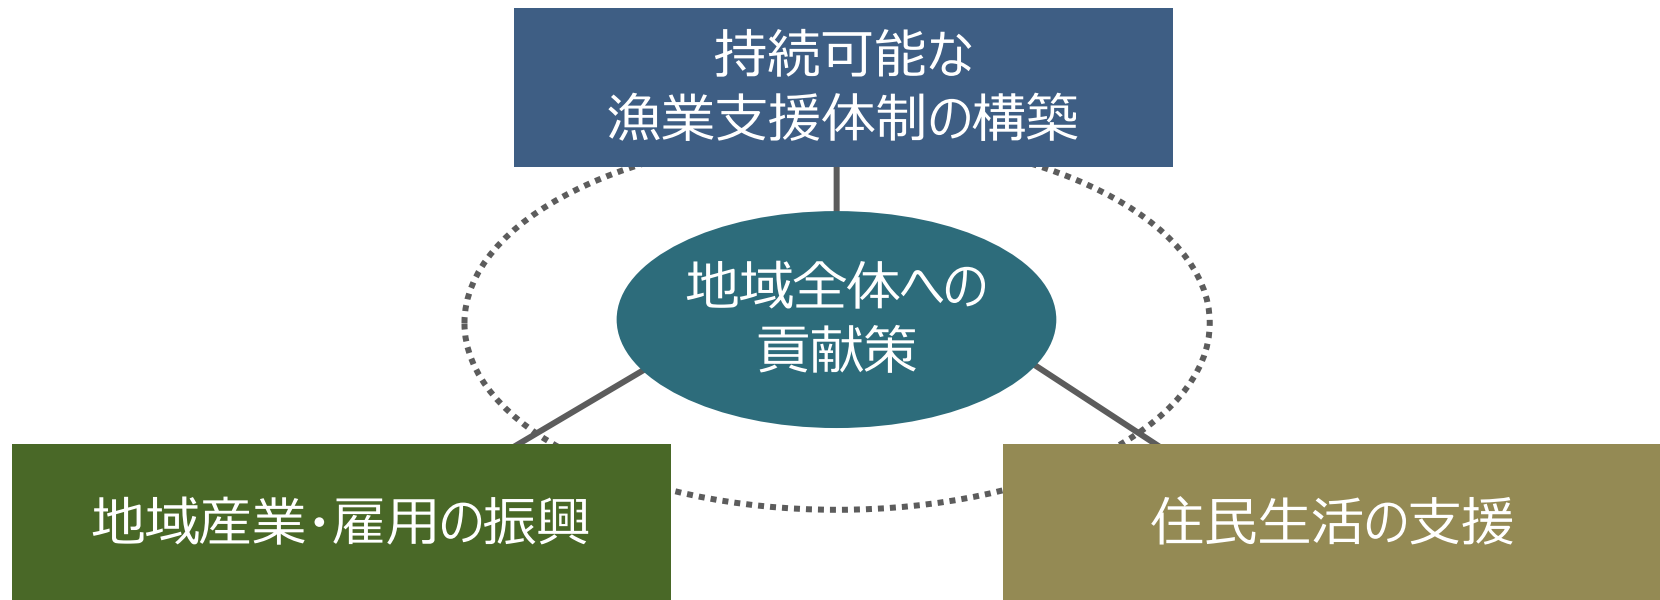 持続可能な
漁業支援体制の構築
地域全体への
貢献策
地域産業・雇用の振興
住民生活の支援